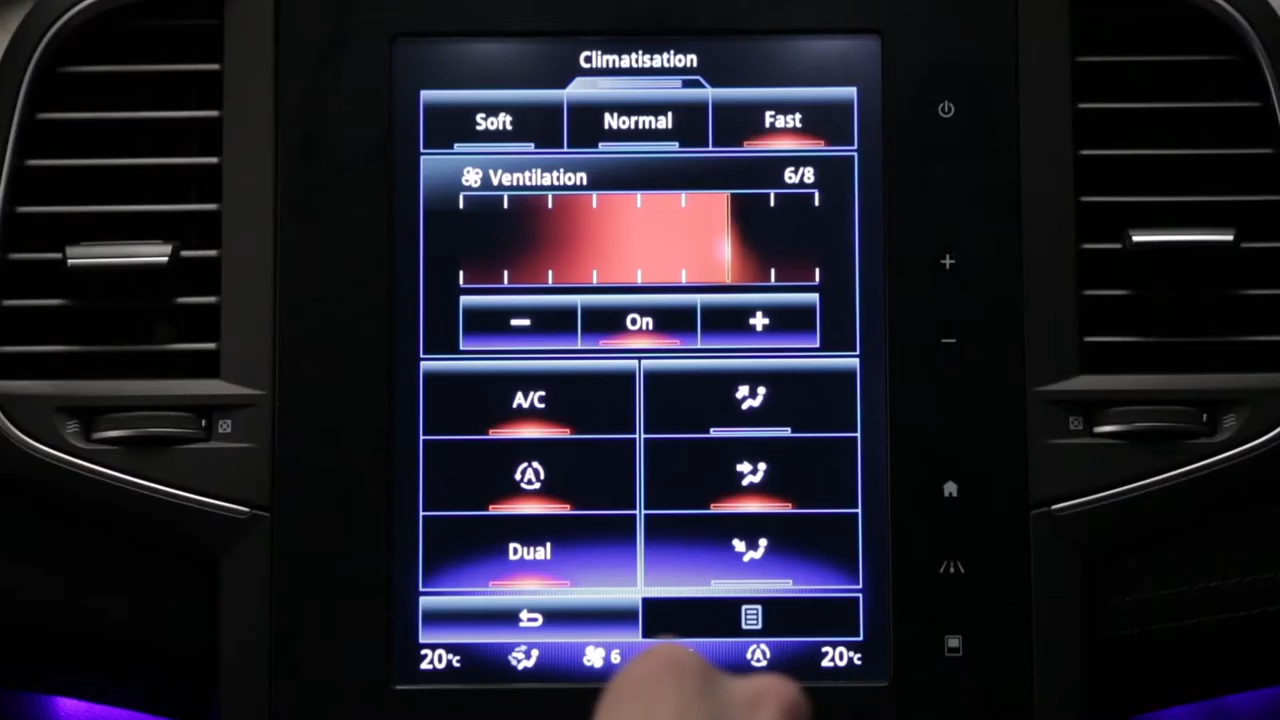 Climatisation
Soft Normal Fast
Ventilation 6/8
− On +
A/C
A
Dual
20°C 6 A 20°C
+
−